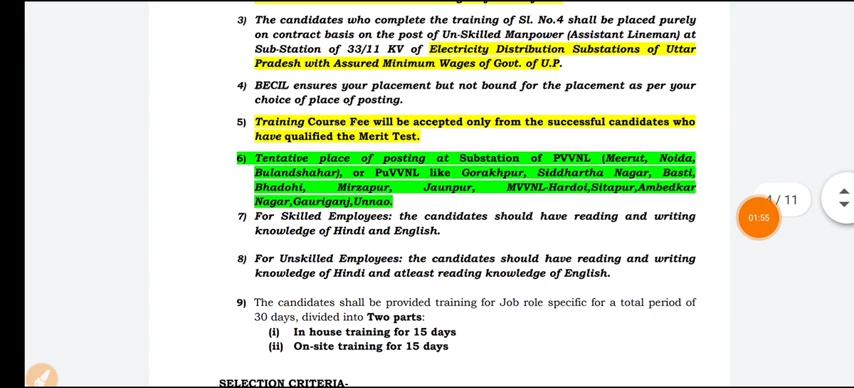 3) The candidates who complete the training of Sl. No.4 shall be placed purely
on contract basis on the post of Un-Skilled Manpower (Assistant Lineman) at
Sub-Station of 33/11 KV of Electricity Distribution Substations of Uttar
Pradesh with Assured Minimum Wages of Govt. of U.P.
4) BECIL ensures your placement but not bound for the placement as per your
choice of place of posting.
5) Training Course Fee will be accepted only from the successful candidates who
have qualified the Merit Test.
6) Tentative place of posting at Substation of PVVNL (Meerut, Noida,
Bulandshahar), or PuVVNL like Gorakhpur, Siddhartha Nagar, Basti,
Bhadohi, Mirzapur, Jaunpur, MVVNL-Hardoi,Sitapur,Ambedkar
Nagar,Gauriganj,Unnao.
7) For Skilled Employees: the candidates should have reading and writing
knowledge of Hindi and English.
8) For Unskilled Employees: the candidates should have reading and writing
knowledge of Hindi and atleast reading knowledge of English.
9) The candidates shall be provided training for Job role specific for a total period of
30 days, divided into Two parts:
(i) In house training for 15 days
(ii) On-site training for 15 days
SELECTION CRITERIA-
01:55
/ 11